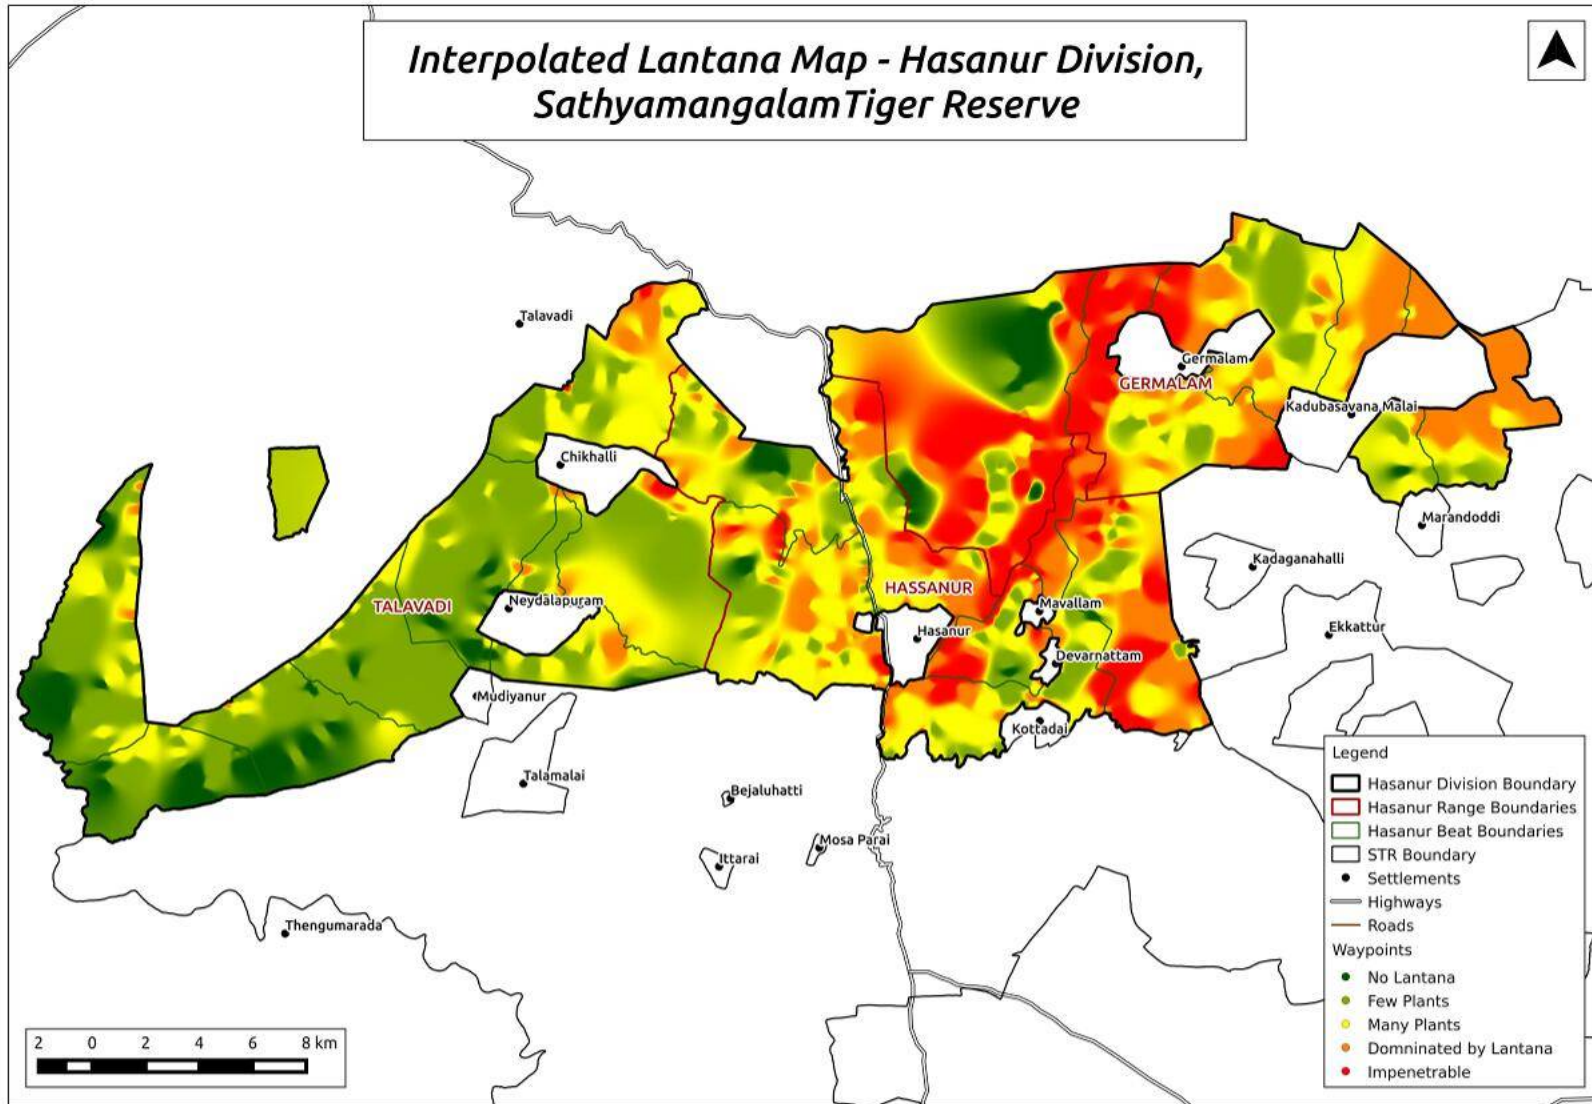 Interpolated Lantana Map - Hasanur Division,
SathyamangalamTiger Reserve
Talavadi
Germalam
GERMALAM
Kadubasavana Malai
Chikhalli
Marandoddi
Kadaganahalli
HASSANUR
TALAVADI
Neydalapuram
Mavallam
Hasanur
Ekkattur
Devarnattam
Mudiyanur
Kottadai
Talamalai
Bejaluhatti
Mosa Parai
Ittarai
Thengumarada
Legend
Hasanur Division Boundary
Hasanur Range Boundaries
Hasanur Beat Boundaries
STR Boundary
Settlements
Highways
Roads
Waypoints
No Lantana
Few Plants
Many Plants
Domninated by Lantana
Impenetrable
2 0 2 4 6 8 km